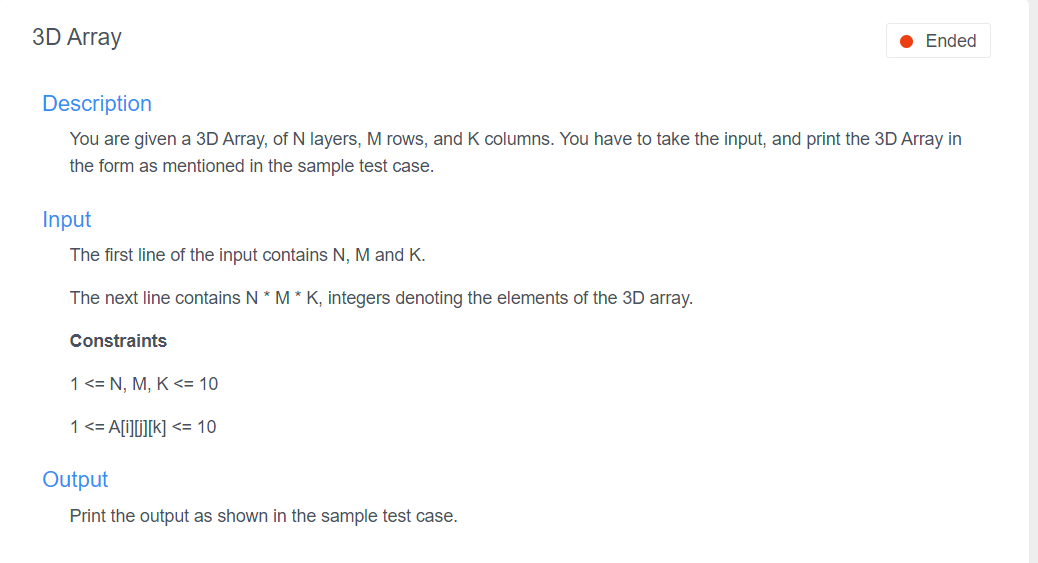 3D Array
Ended
Description
You are given a 3D Array, of N layers, M rows, and K columns. You have to take the input, and print the 3D Array in
the form as mentioned in the sample test case.
Input
The first line of the input contains N, M and K.
The next line contains N * M * K, integers denoting the elements of the 3D array.
Constraints
1 <= N, M, K <= 10
1 <= A[i][j][k] <= 10
Output
Print the output as shown in the sample test case.